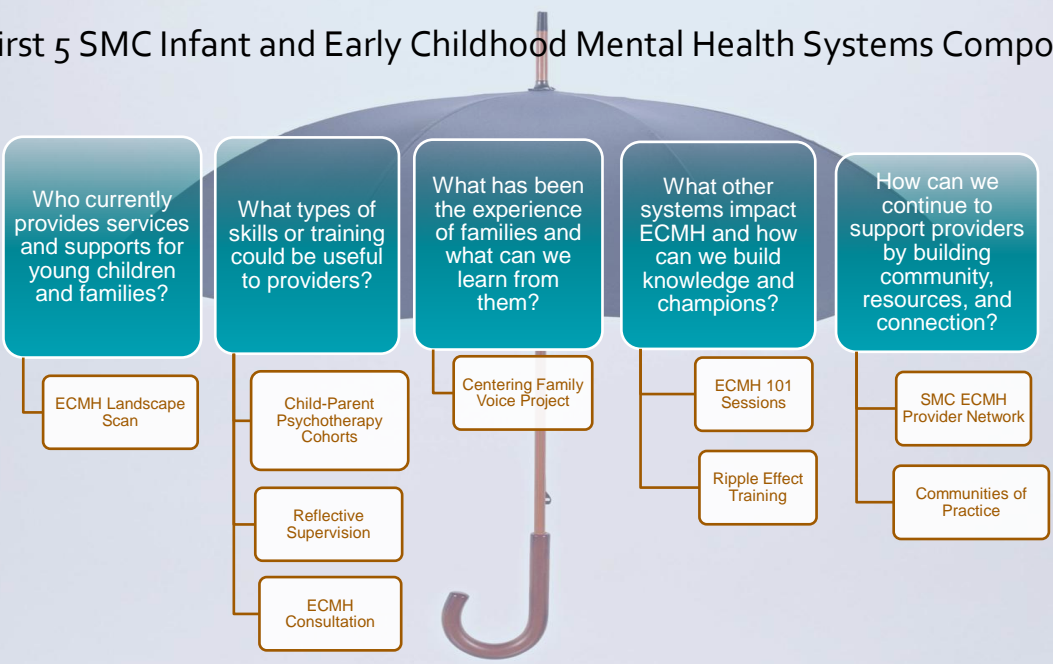 irst 5 SMC Infant and Early Childhood Mental Health Systems Compo
Who currently
provides services
and supports for
young children
and families?
ECMH Landscape
Scan
What types of
skills or training
could be useful
to providers?
Child-Parent
Psychotherapy
Cohorts
Reflective
Supervision
ECMH
Consultation
What has been
the experience
of families and
what can we
learn from
them?
Centering Family
Voice Project
What other
systems impact
ECMH and how
can we build
knowledge and
champions?
ECMH 101
Sessions
Ripple Effect
Training
How can we
continue to
support providers
by building
community,
resources, and
connection?
SMC ECMH
Provider Network
Communities of
Practice